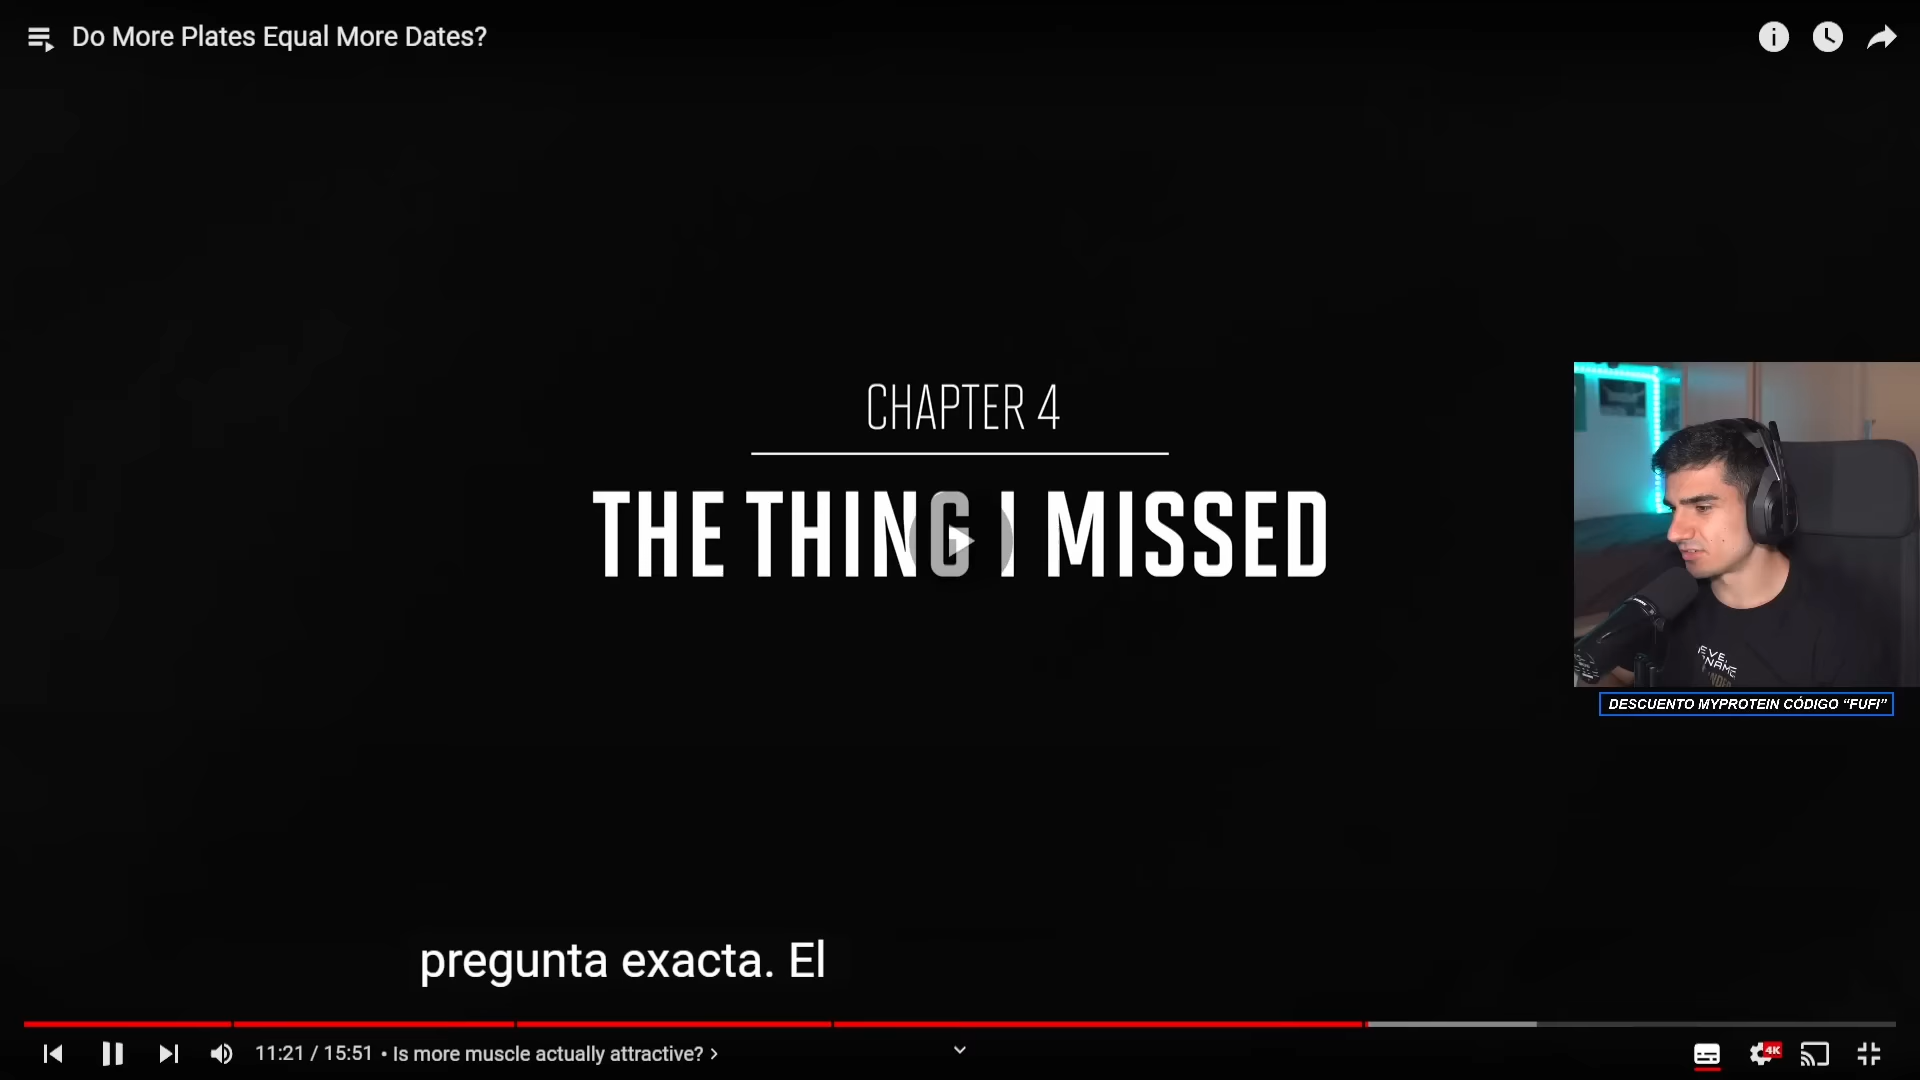 Do More Plates Equal More Dates?
CHAPTER 4
THE THING I MISSED
DESCUENTO MYPROTEIN CÓDIGO “FUFI”
pregunta exacta. El
11:21 / 15:51 • Is more muscle actually attractive? ›
4K